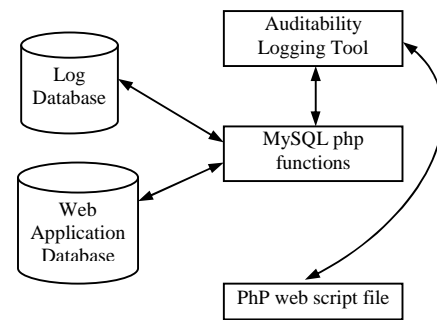 Auditability
Logging Tool
Log
Database
MySQL php
functions
Web
Application
Database
PhP web script file